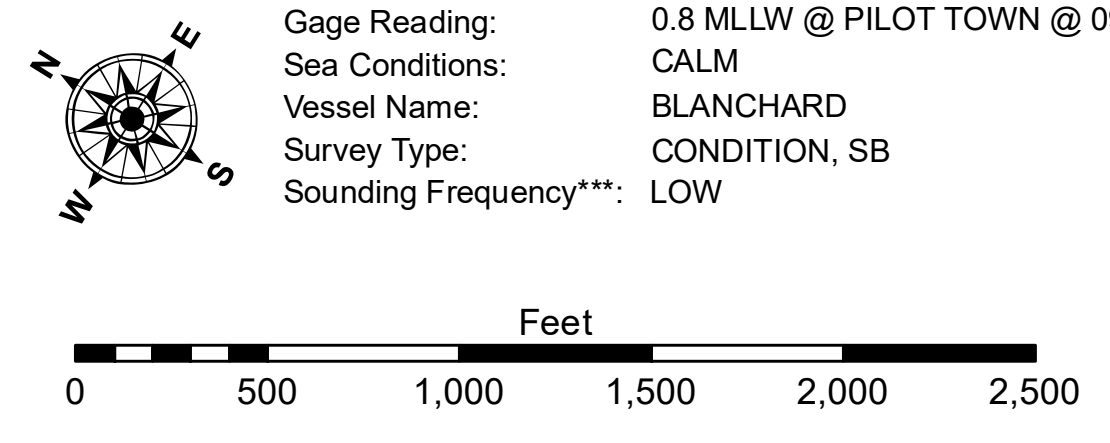 N
E
S
W
Gage Reading: 0.8 MLLW @ PILOT TOWN @
Sea Conditions: CALM
Vessel Name: BLANCHARD
Survey Type: CONDITION, SB
Sounding Frequency***: LOW
Feet
0 500 1,000 1,500 2,000 2,500